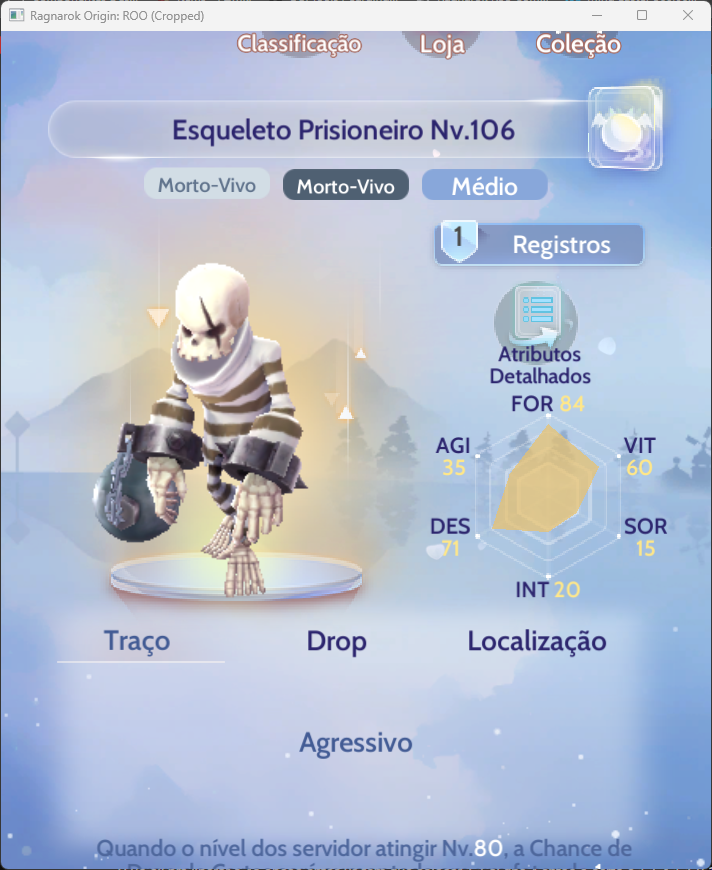 Ragnarok Origin: ROO (Cropped)
Classificação Loja Coleção
Esqueleto Prisioneiro Nv.106
Morto-Vivo Morto-Vivo Médio
1 Registros
Atributos
Detalhados
FOR 84
AGI 35
VIT 60
DES 71
SOR 15
INT 20
Traço Drop Localização
Agressivo
Quando o nível dos servidor atingir Nv.80, a Chance de